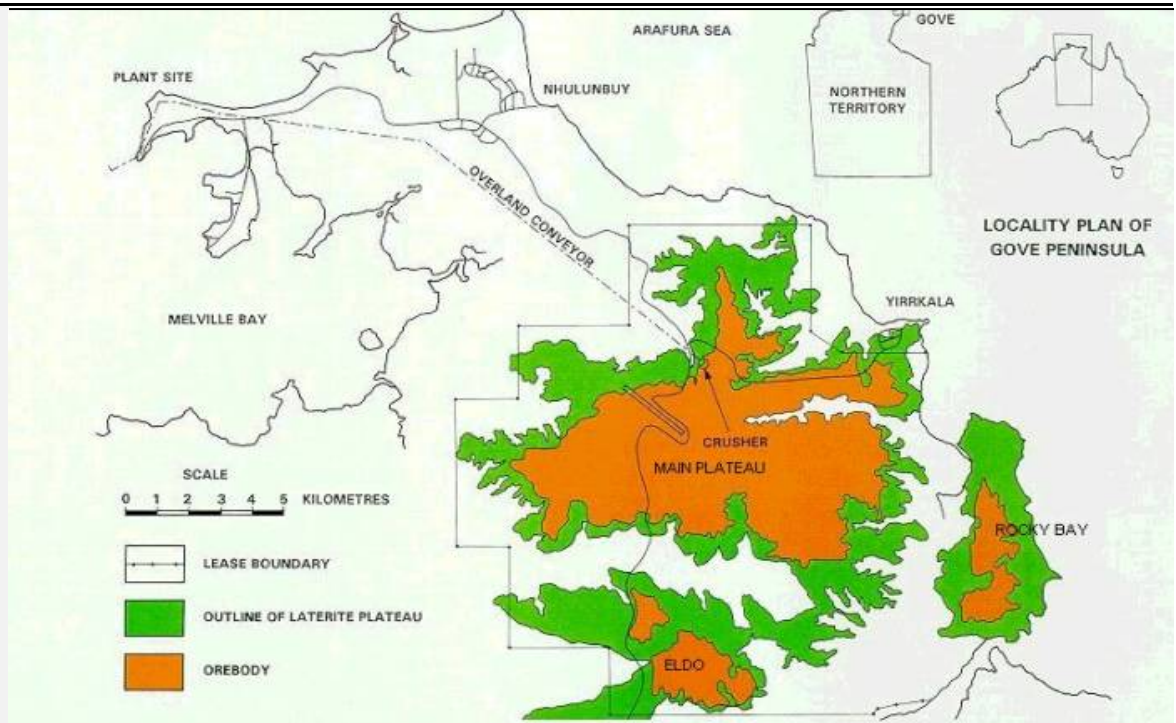 ARAFURA SEA
GOVE
PLANT SITE
NHULUNBUY
NORTHERN
TERRITORY
OVERLAND CONVEYOR
LOCALITY PLAN OF
GOVE PENINSULA
YIRRKALA
MELVILLE BAY
CRUSHER
MAIN PLATEAU
SCALE
0 1 2 3 4 5 KILOMETRES
ROCKY BAY
LEASE BOUNDARY
OUTLINE OF LATERITE PLATEAU
ELDO
OREBODY